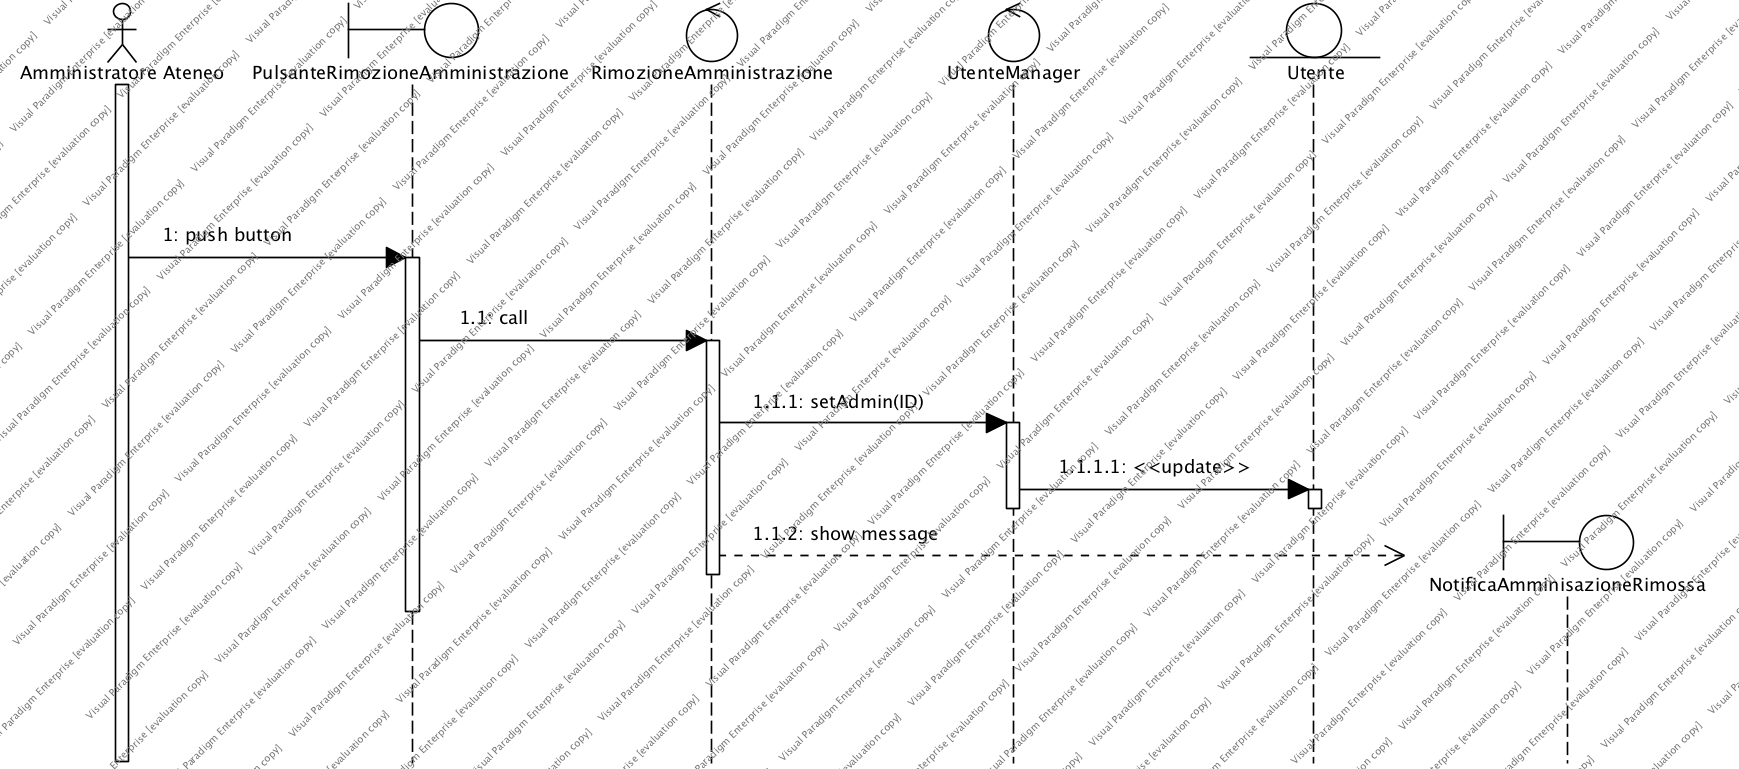 Amministratore Ateneo
PulsanteRimozioneAmministrazione
RimozioneAmministrazione
UtenteManager
Utente
1: push button
1.1: call
1.1.1: setAdmin(ID)
1.1.1.1: <<update>>
1.1.2: show message
NotificaAmminisazioneRimossa
Visual Paradigm Enterprise [evaluation copy]